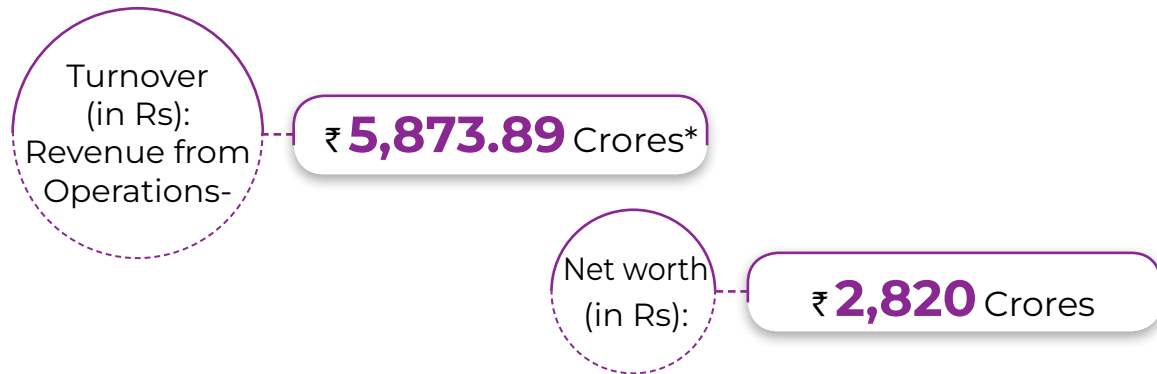 Turnover
(in Rs):
Revenue from
Operations-
₹ 5,873.89 Crores*
Net worth
(in Rs):
₹ 2,820 Crores